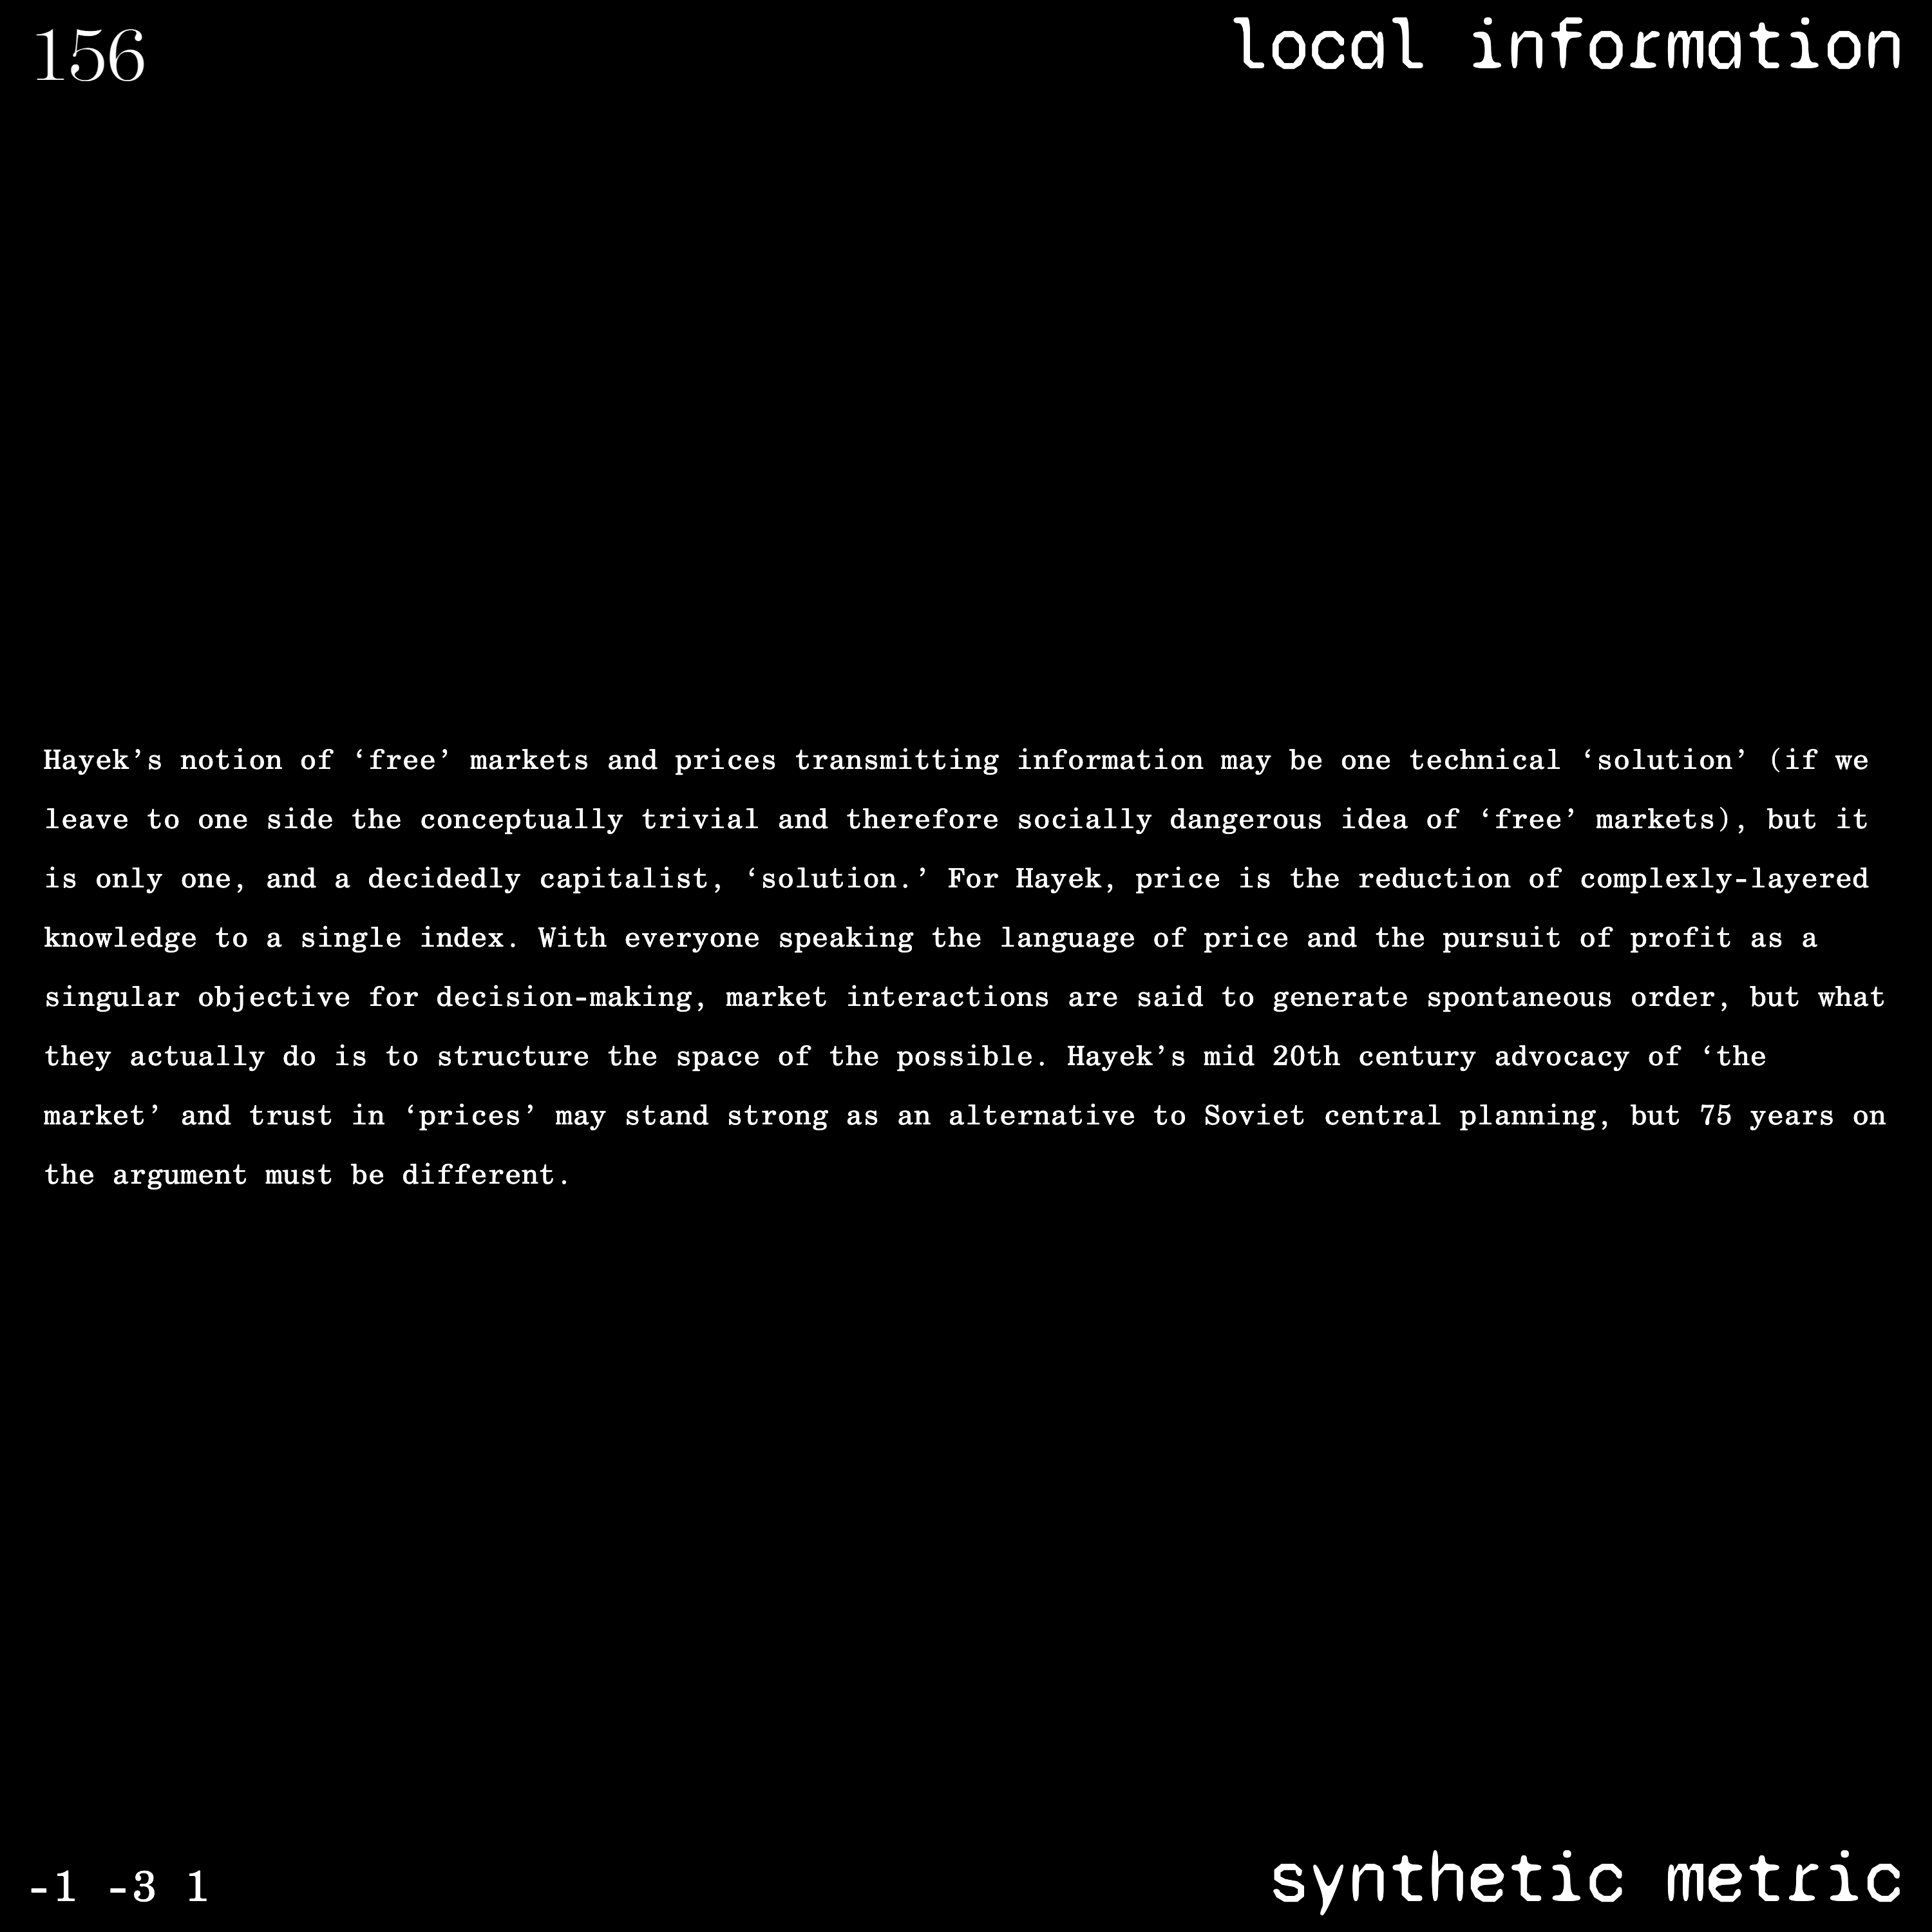 156
local information
Hayek’s notion of ‘free’ markets and prices transmitting information may be one technical ‘solution’ (if we
leave to one side the conceptually trivial and therefore socially dangerous idea of ‘free’ markets), but it
is only one, and a decidedly capitalist, ‘solution.’ For Hayek, price is the reduction of complexly-layered
knowledge to a single index. With everyone speaking the language of price and the pursuit of profit as a
singular objective for decision-making, market interactions are said to generate spontaneous order, but what
they actually do is to structure the space of the possible. Hayek’s mid 20th century advocacy of ‘the
market’ and trust in ‘prices’ may stand strong as an alternative to Soviet central planning, but 75 years on
the argument must be different.
-1 -3 1
synthetic metric